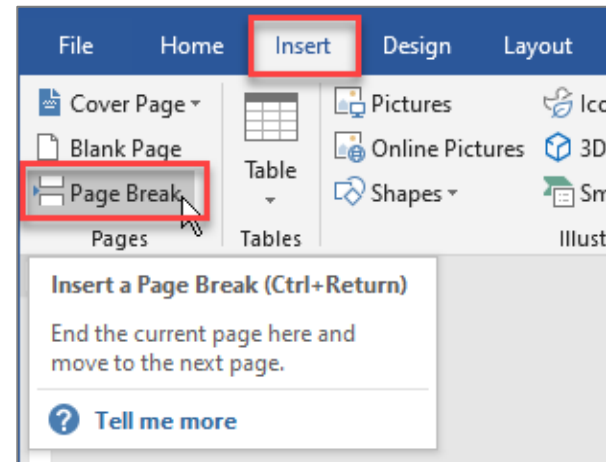 File Home Insert Design Layout
Cover Page
Blank Page
Page Break
Pages
Table
Tables
Pictures
Online Pictures
Shapes
3D
Insert a Page Break (Ctrl+Return)
End the current page here and
move to the next page.
Tell me more